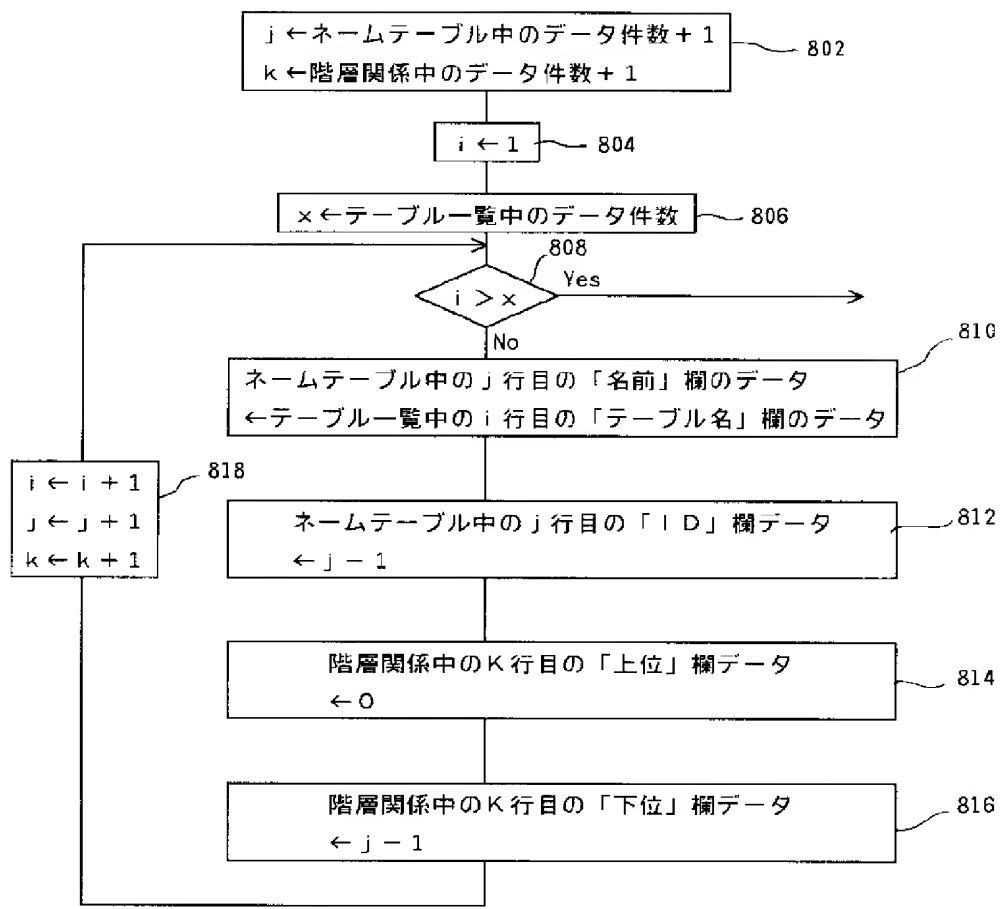 j←ネームテーブル中のデータ件数+1
k←階層関係中のデータ件数+1
802
i←1
804
x←テーブル一覧中のデータ件数
806
808
i>x
Yes
No
810
ネームテーブル中のj行目の「名前」欄のデータ
←テーブル一覧中のi行目の「テーブル名」欄のデータ
818
i←i+1
j←j+1
k←k+1
812
ネームテーブル中のj行目の「ID」欄データ
←j-1
814
階層関係中のK行目の「上位」欄データ
←0
816
階層関係中のK行目の「下位」欄データ
←j-1